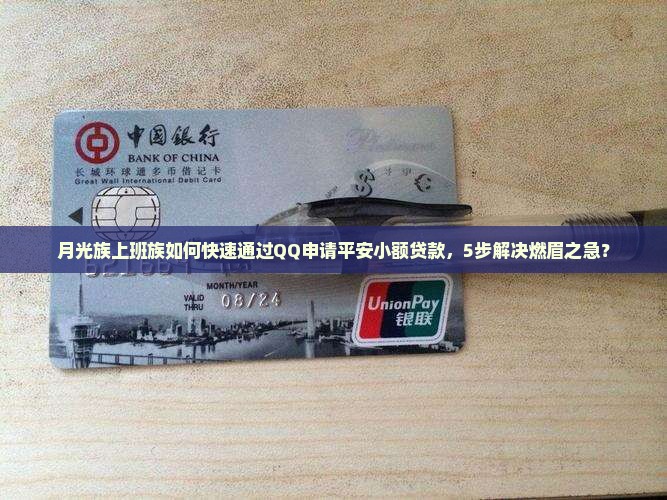 中国银行
BANK OF CHINA
长城环球通多币借记卡
Great Wall International Debit Card
月光族上班族如何快速通过QQ申请平安小额贷款，5步解决燃眉之急？
MONTH/YEAR
VALID THRU 08/24
UnionPay
银联